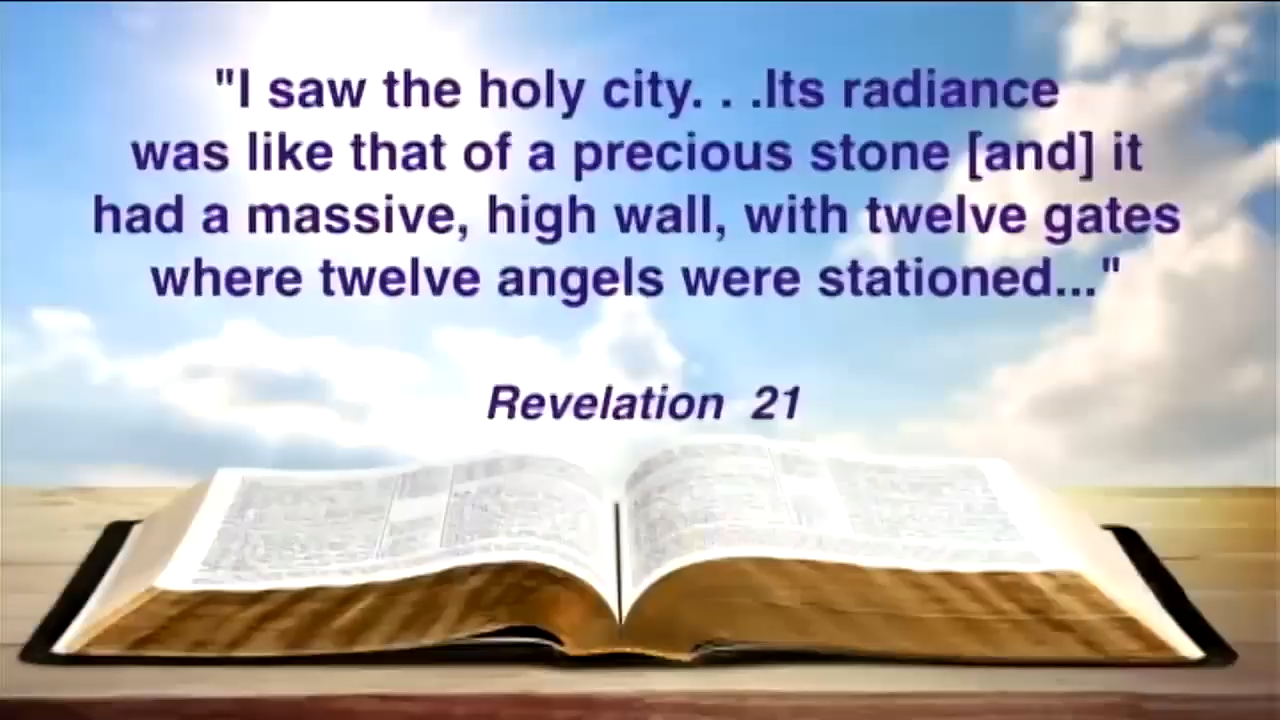 "I saw the holy city. . .Its radiance
was like that of a precious stone [and] it
had a massive, high wall, with twelve gates
where twelve angels were stationed..."
Revelation 21